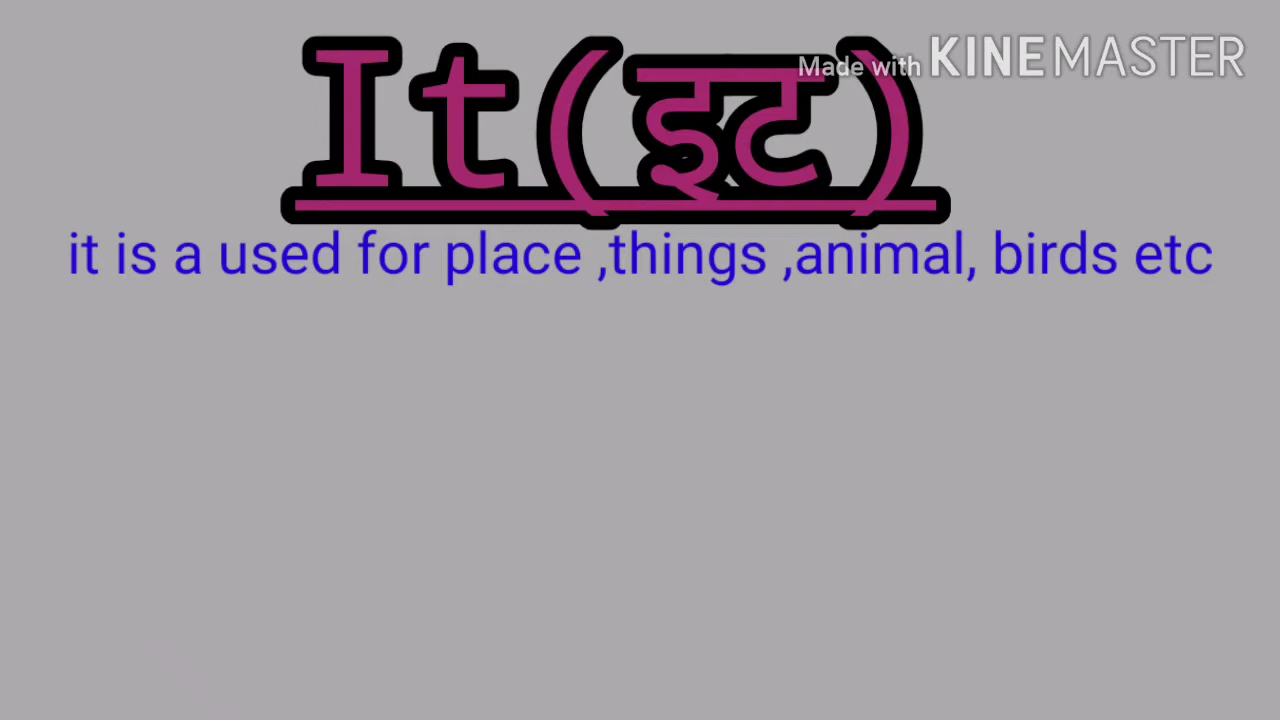 It(इट)
Made with KINEMASTER
it is a used for place ,things ,animal, birds etc